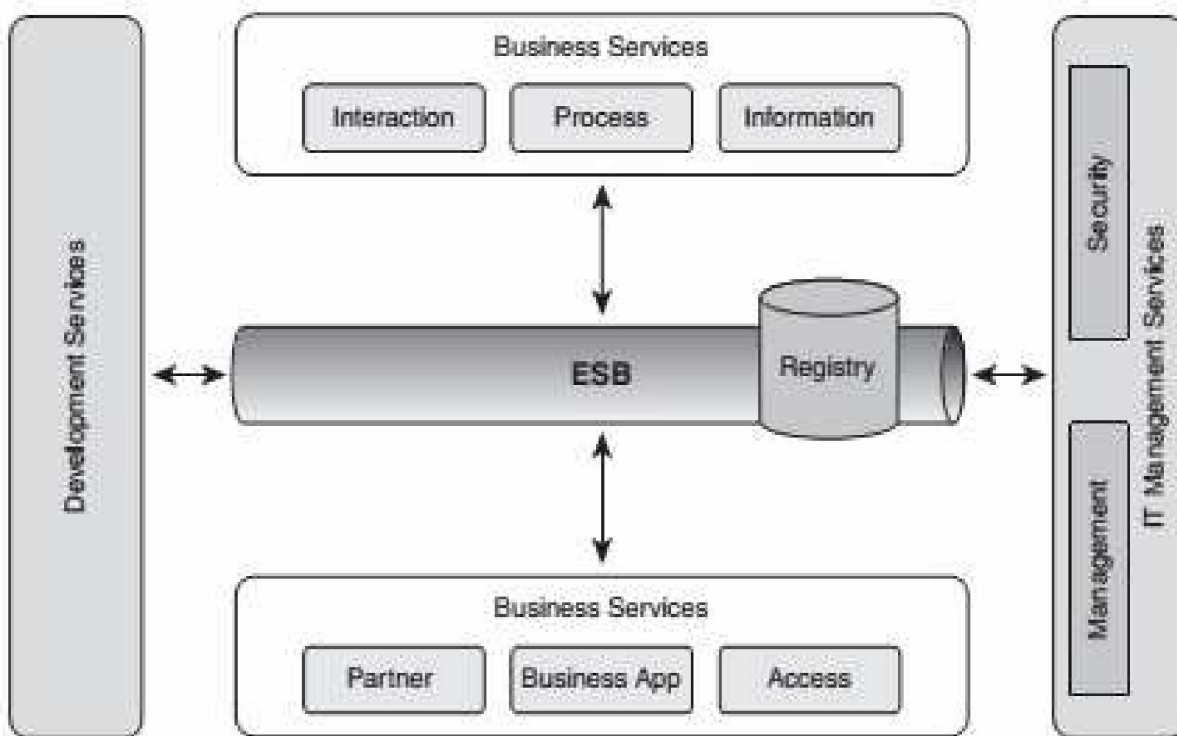 Business Services
Interaction
Process
Information
Development Services
ESB
Registry
Security
IT Management Services
Management
Business Services
Partner
Business App
Access